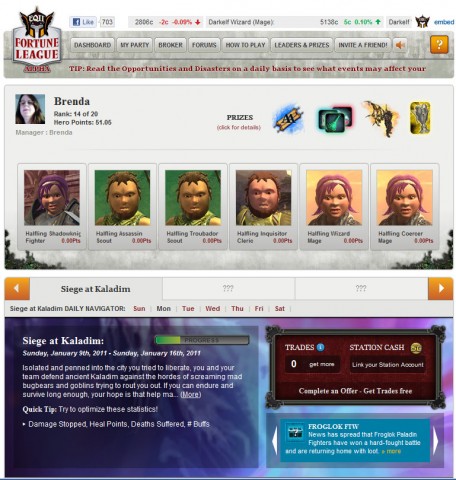 Like 703
2806c -2c -0.09% Darkelf Wizard (Mage): 5138c 5c 0.10% Darkelf embed
EQII
FORTUNE LEAGUE
ALPHA
DASHBOARD MY PARTY BROKER FORUMS HOW TO PLAY LEADERS & PRIZES INVITE A FRIEND! ?
TIP: Read the Opportunities and Disasters on a daily basis to see what events may affect your
Brenda
Rank: 14 of 20
Hero Points: 51.05
Manager : Brenda
PRIZES
(click for details)
Halfling Shadowknig
Fighter 0.00Pts
Halfling Assassin
Scout 0.00Pts
Halfling Troubador
Scout 0.00Pts
Halfling Inquisitor
Cleric 0.00Pts
Halfling Wizard
Mage 0.00Pts
Halfling Coercer
Mage 0.00Pts
Siege at Kaladim ??? ???
Siege at Kaladim DAILY NAVIGATOR: Sun | Mon | Tue | Wed | Thu | Fri | Sat |
Siege at Kaladim:
PROGRESS
Sunday, January 9th, 2011 - Sunday, January 16th, 2011
Isolated and penned into the city you tried to liberate, you and your
team defend ancient Kaladim against the hordes of screaming mad
bugbears and goblins trying to rout you out. If you can endure and
survive long enough, your hope is that help ma... (More)
Quick Tip: Try to optimize these statistics!
Damage Stopped, Heal Points, Deaths Suffered, # Buffs
TRADES i STATION CASH
0 get more Link your Station Account
Complete an Offer - Get Trades free
FROGLOK FTW
News has spread that Froglok Paladin
Fighters have won a hard-fought battle
and are returning home with loot. » more